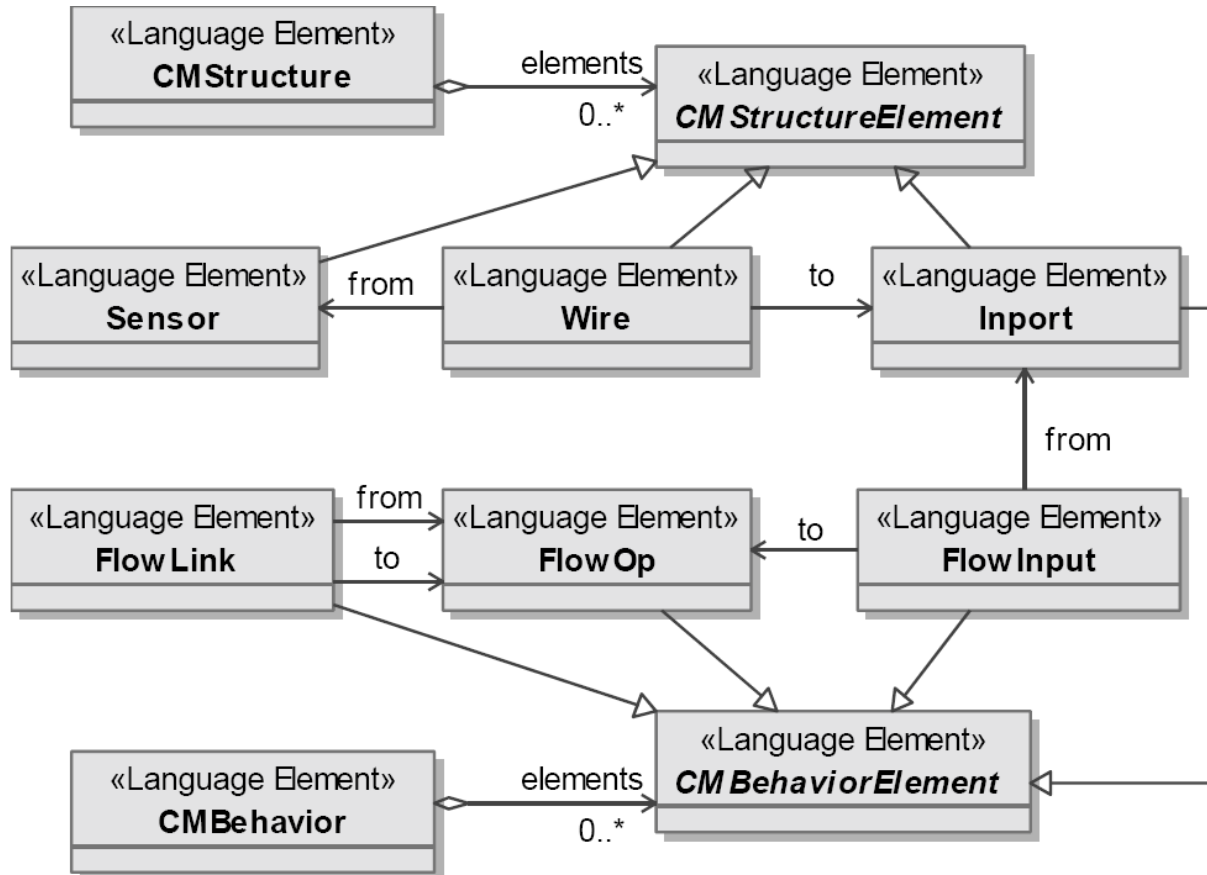 «Language Element»
CMStructure
elements
0..*
«Language Element»
CMStructureElement
«Language Element»
Sensor
from
«Language Element»
Wire
to
«Language Element»
Inport
from
«Language Element»
FlowLink
from
to
«Language Element»
FlowOp
to
«Language Element»
FlowInput
«Language Element»
CMBehavior
elements
0..*
«Language Element»
CMBehaviorElement